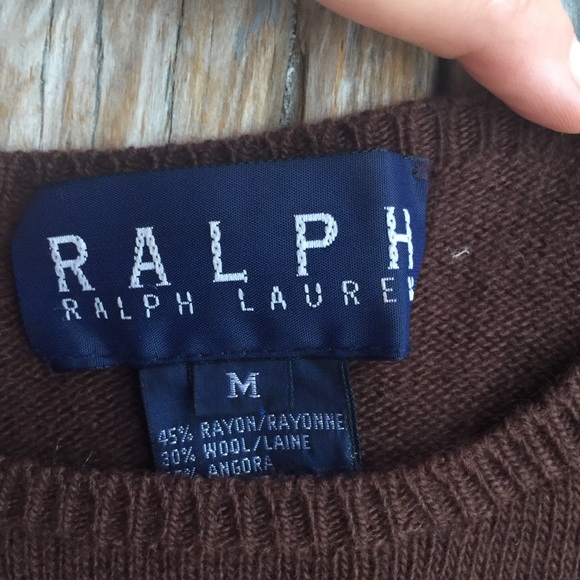 RALPH
RALPH LAUREN
M
45% RAYON/RAYONNE
30% WOOL/LAINE
ANGORA